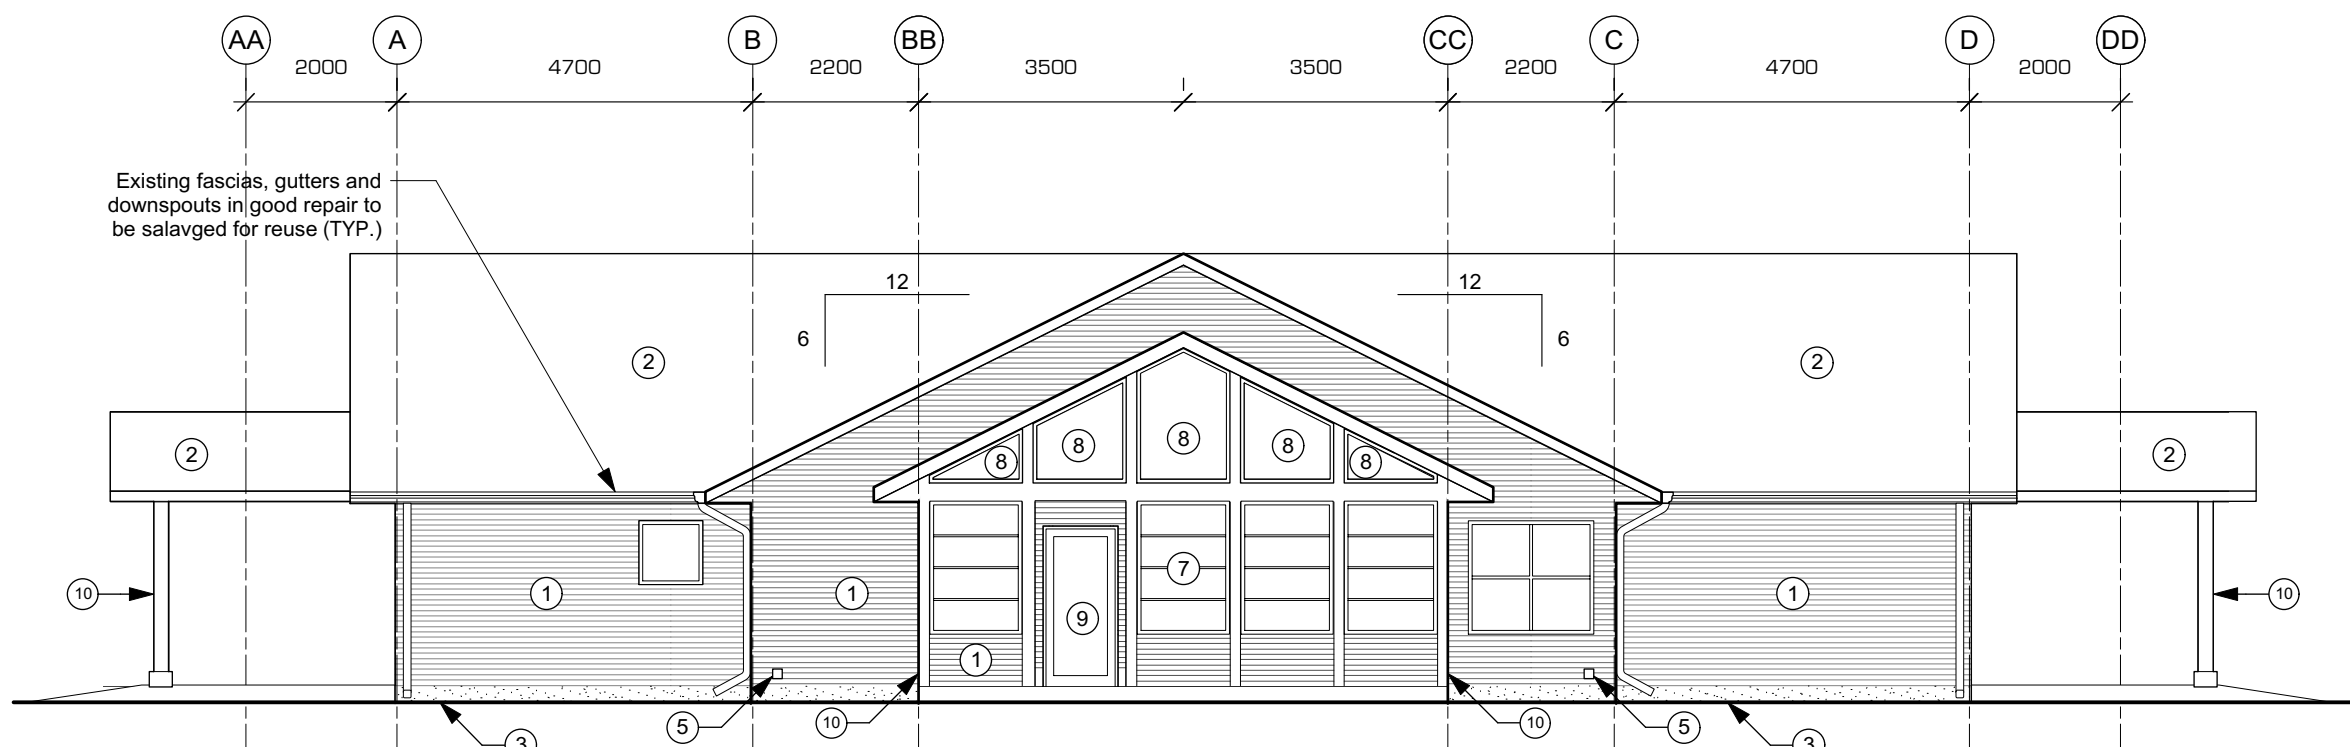 AA A B BB CC C D DD
2000 4700 2200 3500 3500 2200 4700 2000
Existing fascias, gutters and
downspouts in good repair to
be salavged for reuse (TYP.)
12 12
6 6
2 2
8 8 8 8 8
2 2
10 1 1 9 7 1 10
1
5 10 10 5
3 3